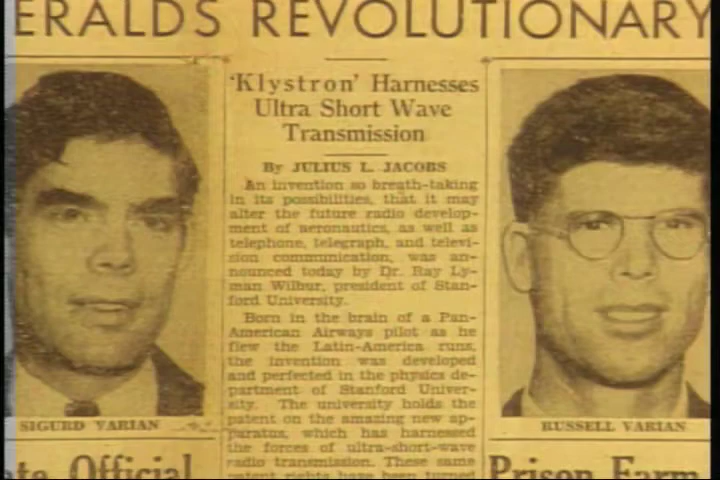 ERALDS REVOLUTIONARY
'Klystron' Harnesses
Ultra Short Wave
Transmission
By JULIUS L. JACOBS
An invention so breath-taking
in its possibilities, that it may
alter the future radio develop-
ment of aeronautics, as well as
telephone, telegraph, and televi-
sion communication, was an-
nounced today by Dr. Ray Ly-
man Wilbur, president of Stan-
ford University.
Born in the brain of a Pan-
American Airways pilot as he
flew the Latin-America runs,
the invention was developed
and perfected in the physics de-
partment of Stanford Univer-
sity. The university holds the
patent on the amazing new ap-
paratus, which has harnessed
the forces of ultra-short-wave
radio transmission. These same
patent rights have been turned
SIGURD VARIAN
RUSSELL VARIAN
ate Official
Prison Farm